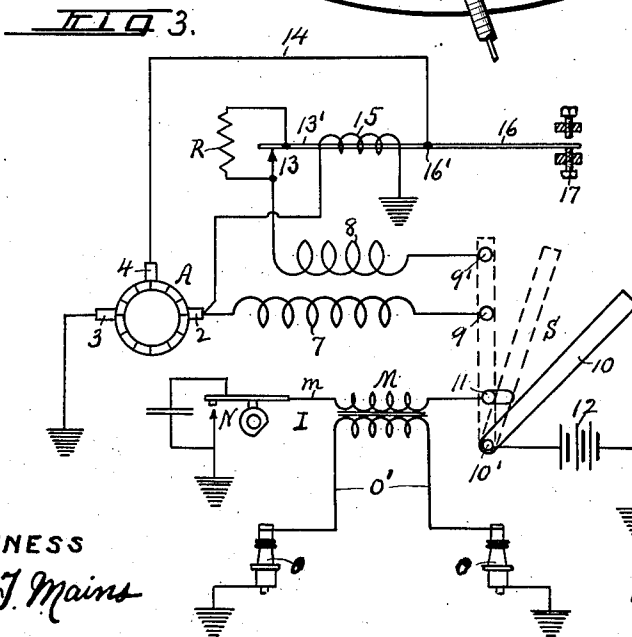 Fig 3.
14
13' 15
R 13 16' 16
17
8
4 A 9'
3 2 9 S
7 10
m M 11
N I 12
10'
O'
O O
NESS
J. Mains